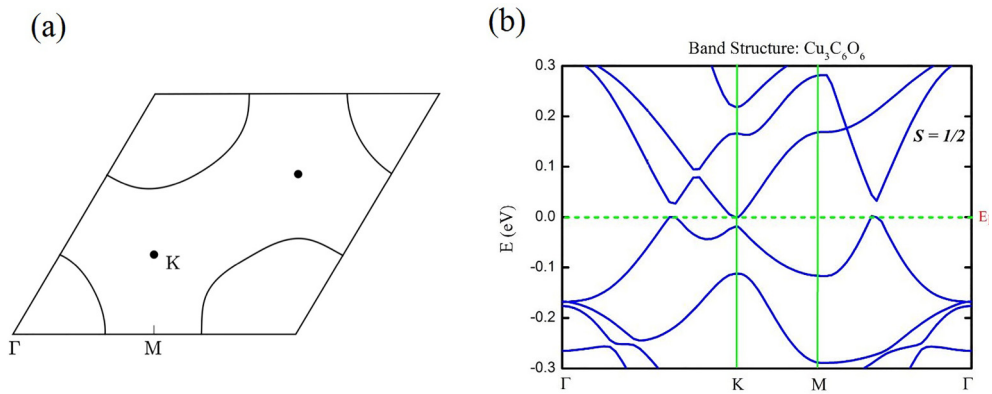 (a)
K
Γ
M
(b)
Band Structure: Cu₃C₆O₆
E (eV)
0.3
0.2
0.1
0.0
-0.1
-0.2
-0.3
S = 1/2
Γ
K
M
Γ